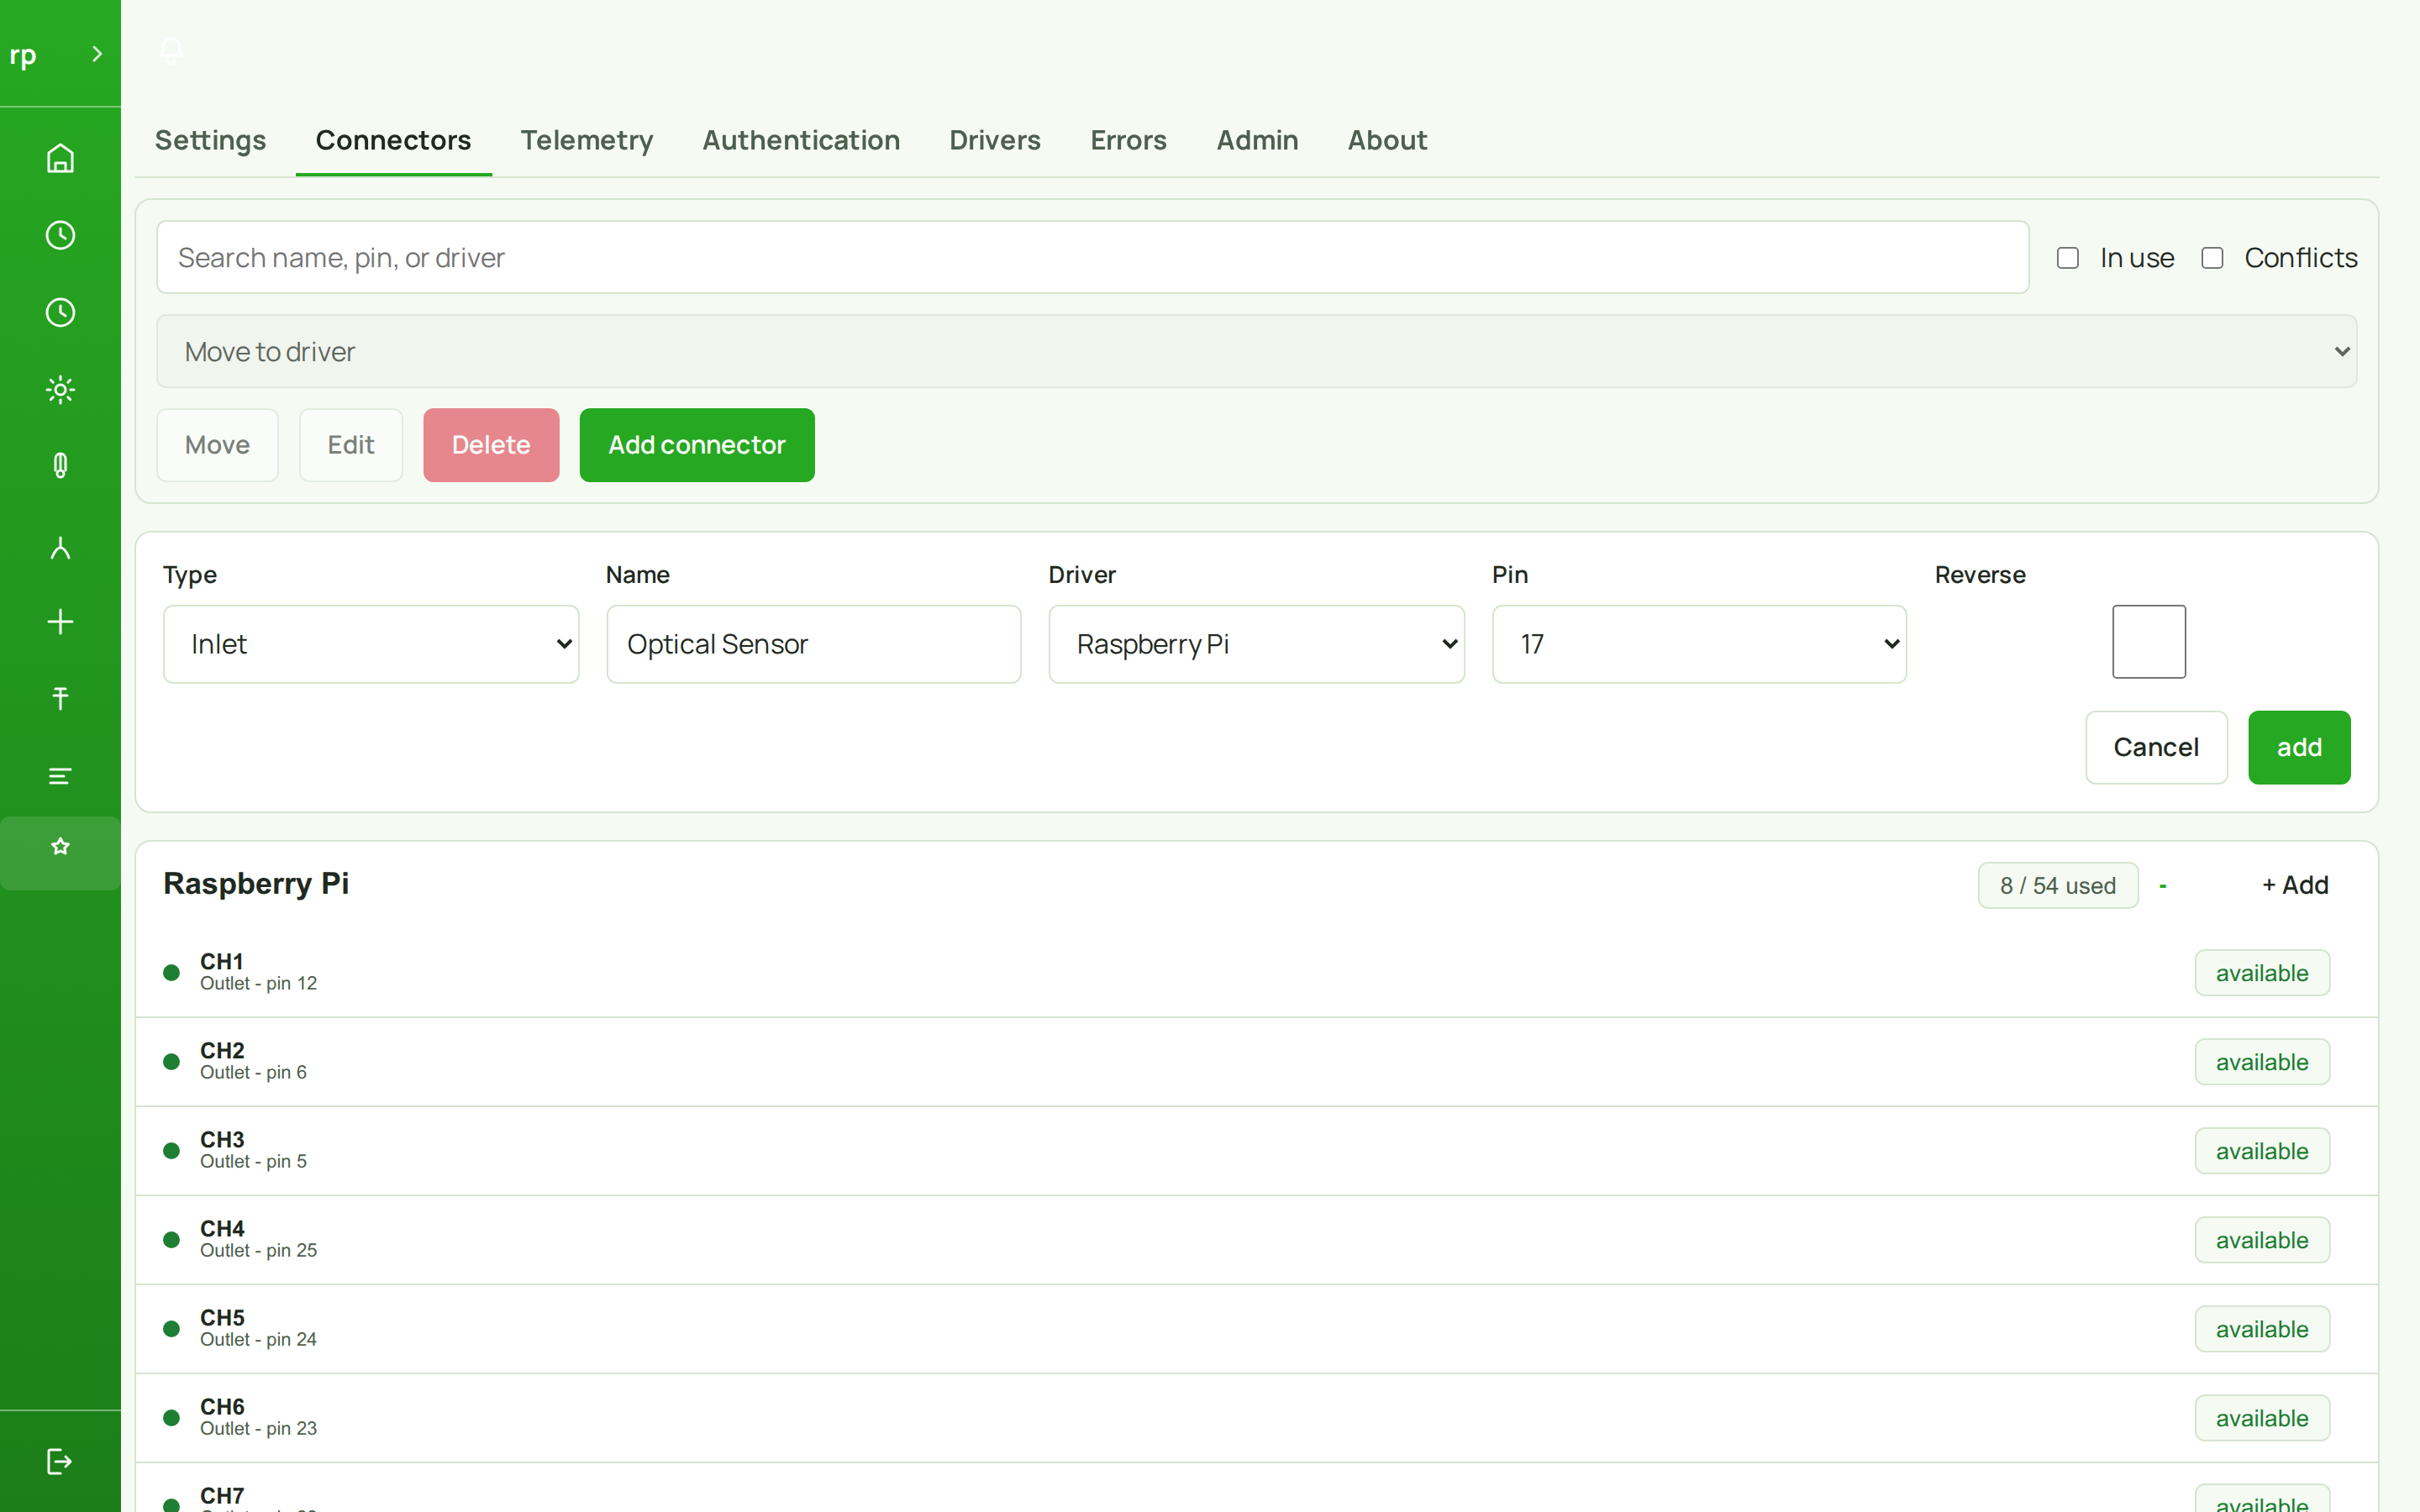 rp
Settings Connectors Telemetry Authentication Drivers Errors Admin About
Search name, pin, or driver
In use Conflicts
Move to driver
Move Edit Delete Add connector
Type Name Driver Pin Reverse
Inlet Optical Sensor Raspberry Pi 17
Cancel add
Raspberry Pi 8 / 54 used - + Add
CH1
Outlet - pin 12
available
CH2
Outlet - pin 6
available
CH3
Outlet - pin 5
available
CH4
Outlet - pin 25
available
CH5
Outlet - pin 24
available
CH6
Outlet - pin 23
available
CH7
available